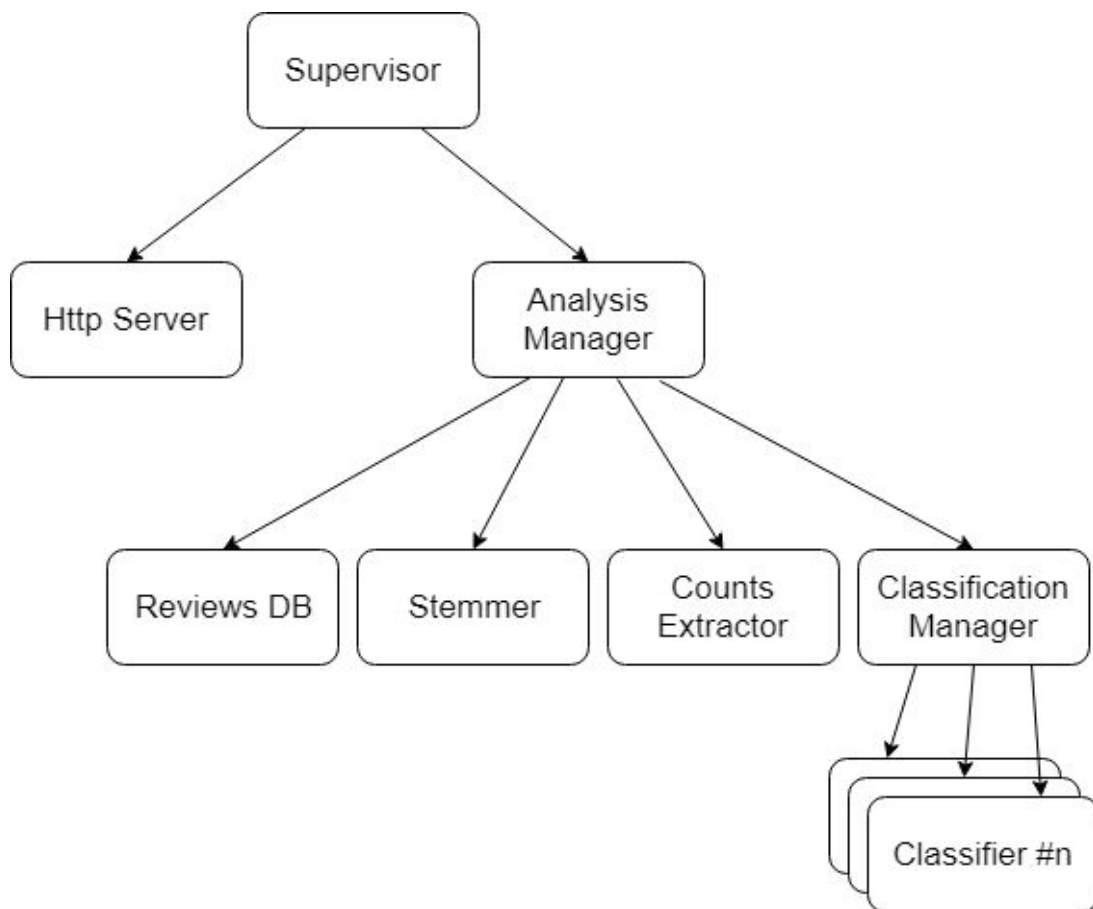 Supervisor
Http Server
Analysis
Manager
Reviews DB
Stemmer
Counts
Extractor
Classification
Manager
Classifier #n